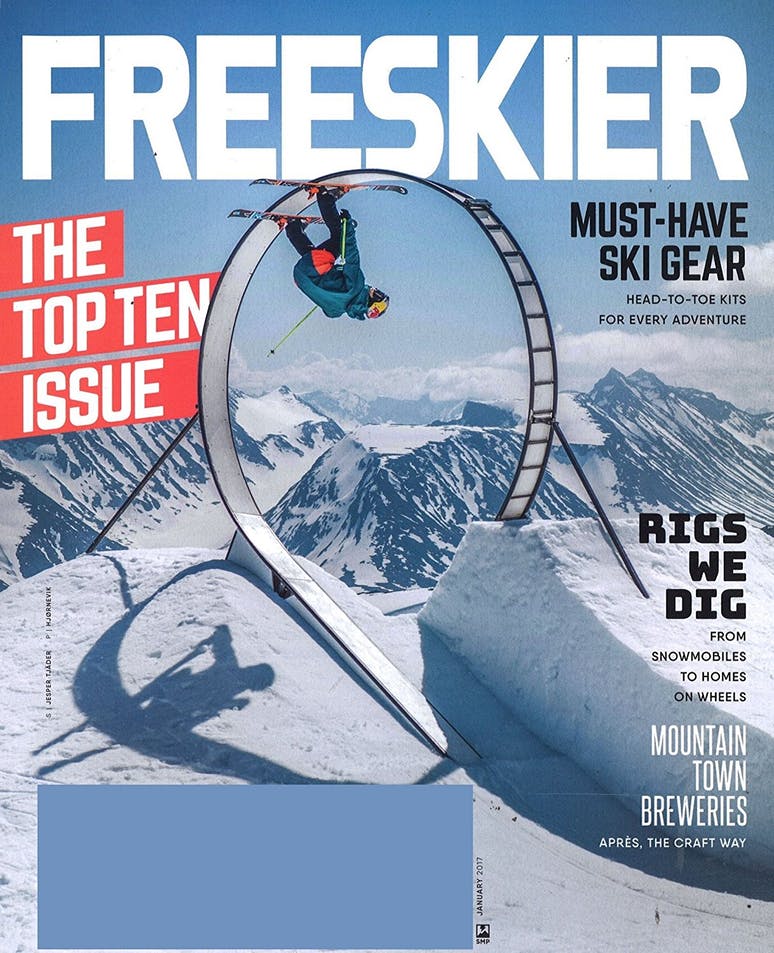 FREESKIER
THE
TOP TEN
ISSUE
MUST-HAVE
SKI GEAR
HEAD-TO-TOE KITS
FOR EVERY ADVENTURE
RIGS
WE
DIG
FROM
SNOWMOBILES
TO HOMES
ON WHEELS
MOUNTAIN
TOWN
BREWERIES
APRÈS, THE CRAFT WAY
S | JESPER TJÄDER P | HJØRNEVIK
JANUARY 2017
SMP